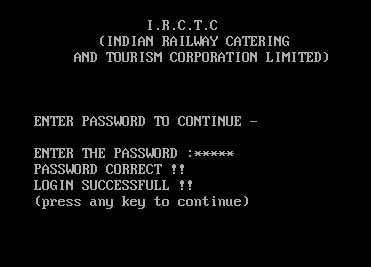 I.R.C.T.C
(INDIAN RAILWAY CATERING
AND TOURISM CORPORATION LIMITED)
ENTER PASSWORD TO CONTINUE -
ENTER THE PASSWORD :*****
PASSWORD CORRECT !!
LOGIN SUCCESSFULL !!
(press any key to continue)